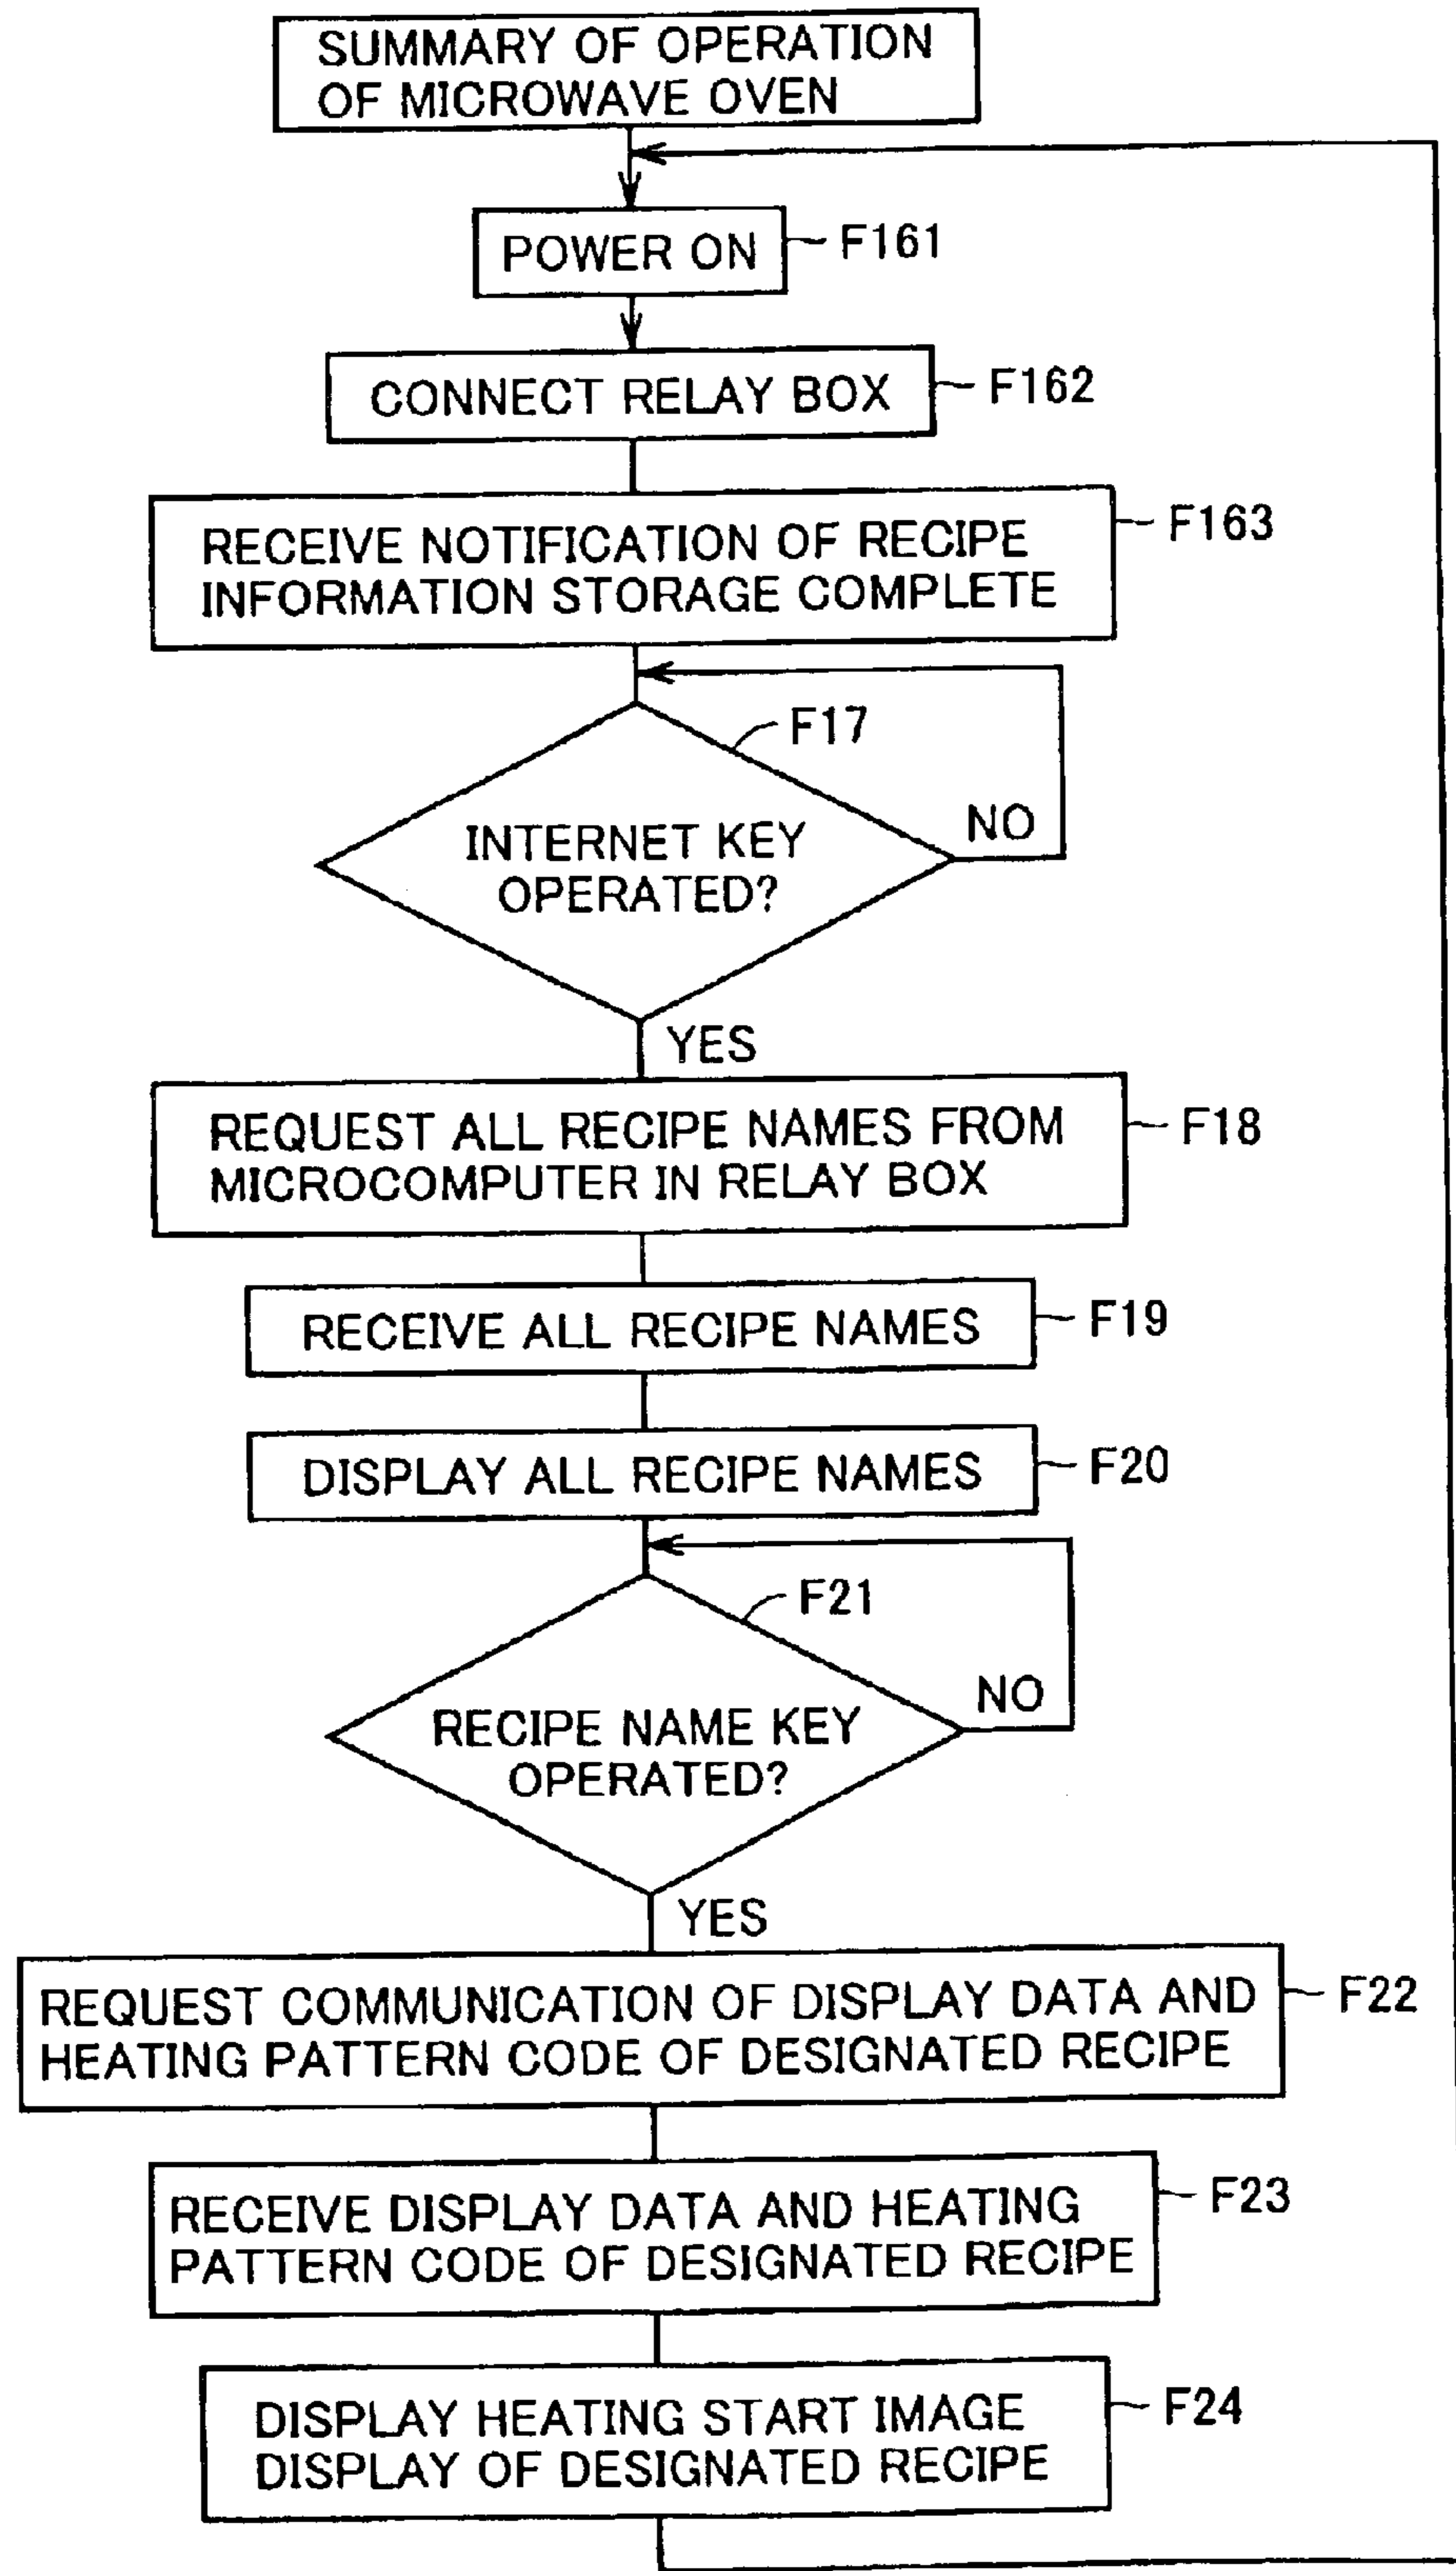 SUMMARY OF OPERATION
OF MICROWAVE OVEN
POWER ON
F161
CONNECT RELAY BOX
F162
RECEIVE NOTIFICATION OF RECIPE
INFORMATION STORAGE COMPLETE
F163
F17
INTERNET KEY
OPERATED?
NO
YES
REQUEST ALL RECIPE NAMES FROM
MICROCOMPUTER IN RELAY BOX
F18
RECEIVE ALL RECIPE NAMES
F19
DISPLAY ALL RECIPE NAMES
F20
F21
RECIPE NAME KEY
OPERATED?
NO
YES
REQUEST COMMUNICATION OF DISPLAY DATA AND
HEATING PATTERN CODE OF DESIGNATED RECIPE
F22
RECEIVE DISPLAY DATA AND HEATING
PATTERN CODE OF DESIGNATED RECIPE
F23
DISPLAY HEATING START IMAGE
DISPLAY OF DESIGNATED RECIPE
F24